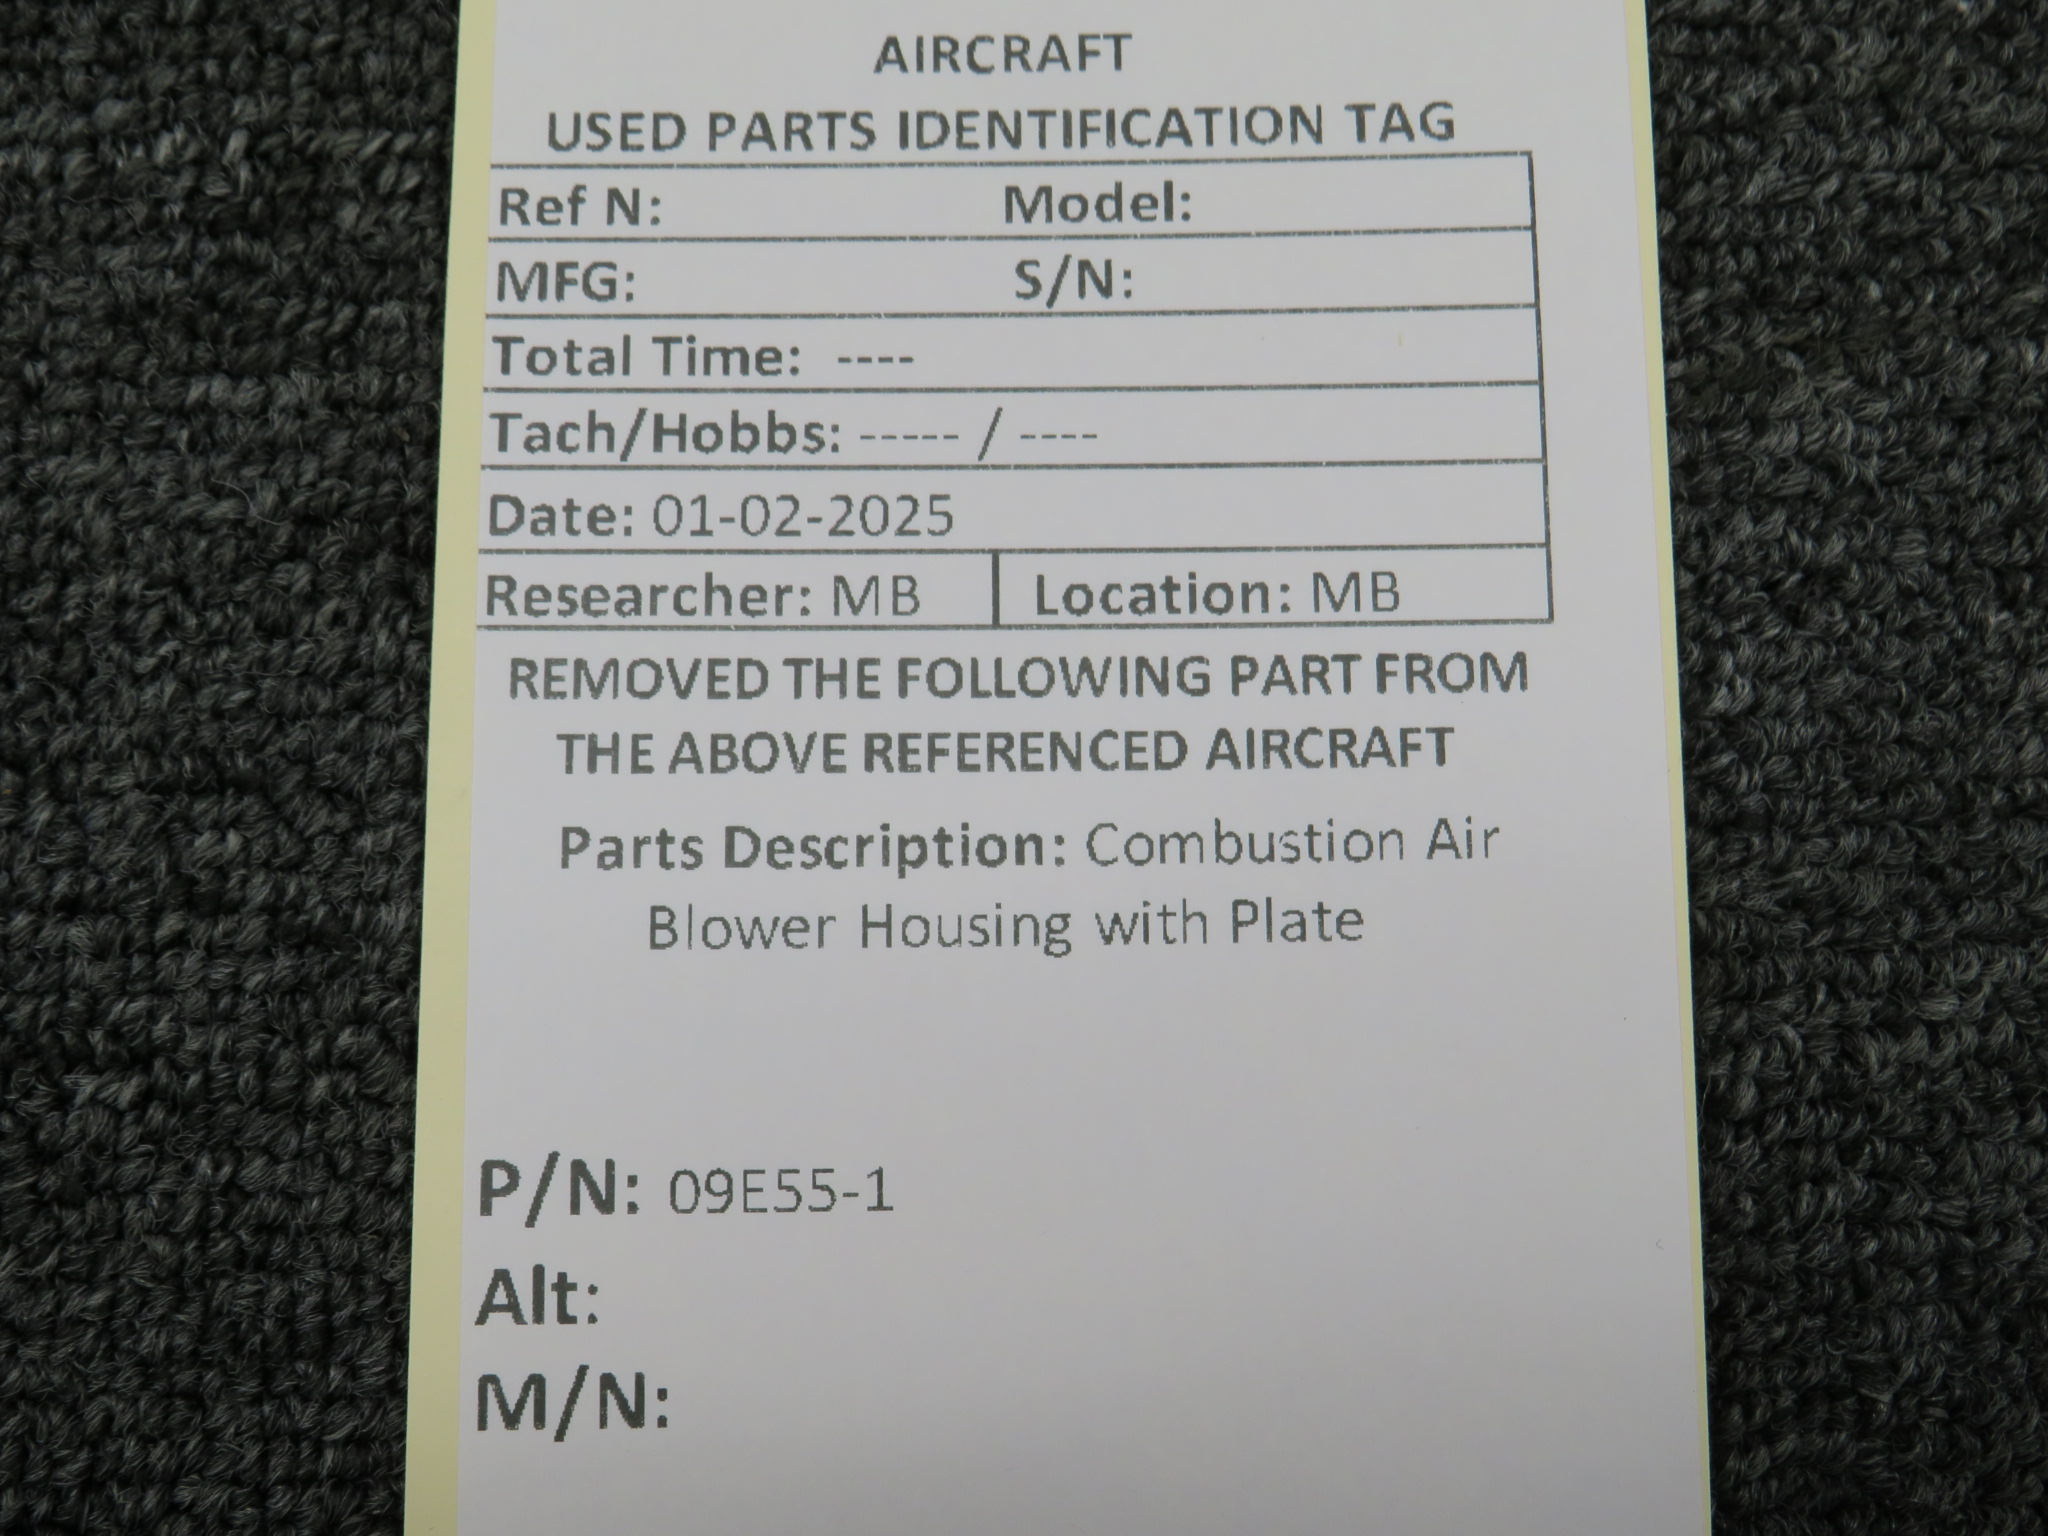 AIRCRAFT
USED PARTS IDENTIFICATION TAG
Ref N: Model:
MFG: S/N:
Total Time: ----
Tach/Hobbs: ----- / ----
Date: 01-02-2025
Researcher: MB Location: MB
REMOVED THE FOLLOWING PART FROM
THE ABOVE REFERENCED AIRCRAFT
Parts Description: Combustion Air
Blower Housing with Plate
P/N: 09E55-1
Alt:
M/N: